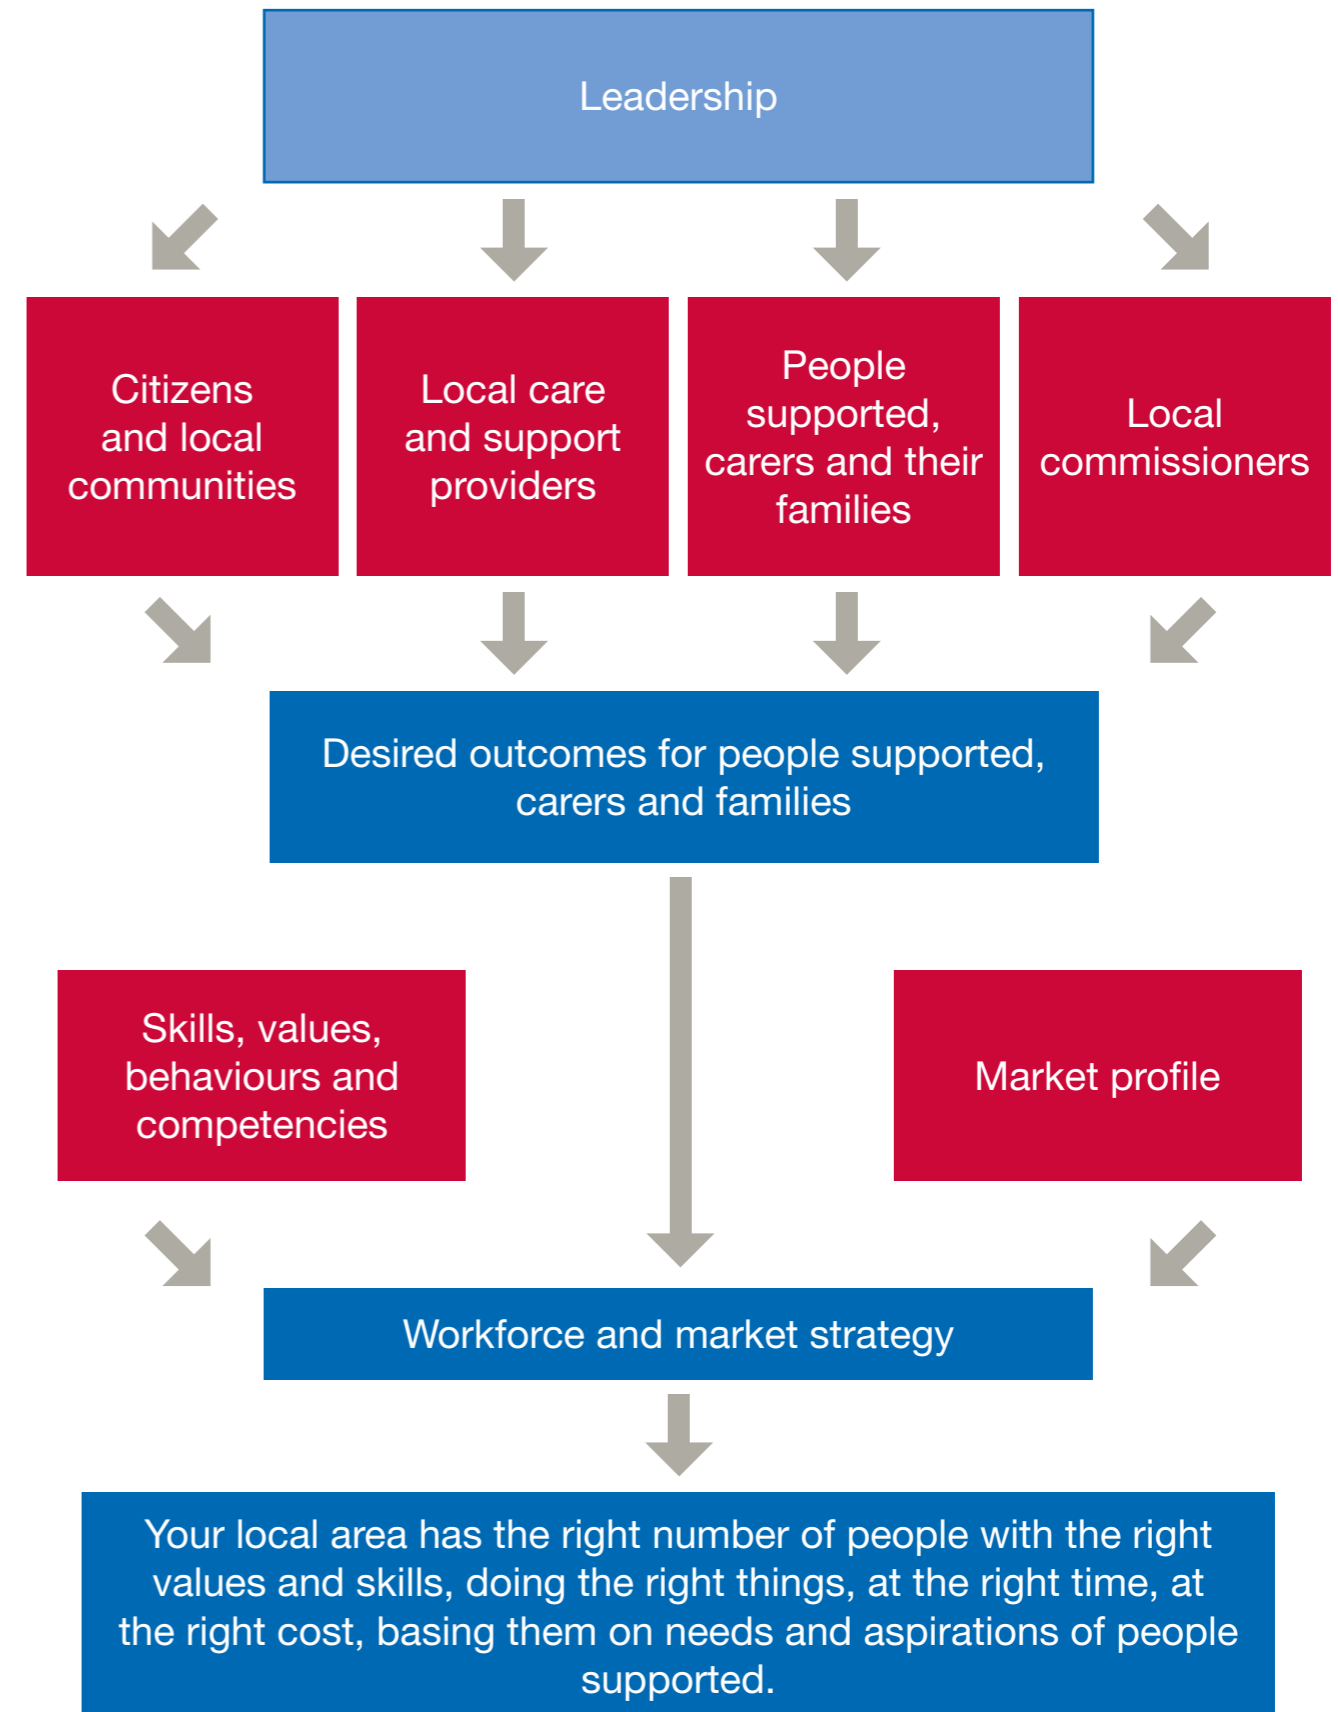 Leadership
Citizens
and local
communities
Local care
and support
providers
People
supported,
carers and their
families
Local
commissioners
Desired outcomes for people supported,
carers and families
Skills, values,
behaviours and
competencies
Market profile
Workforce and market strategy
Your local area has the right number of people with the right
values and skills, doing the right things, at the right time, at
the right cost, basing them on needs and aspirations of people
supported.